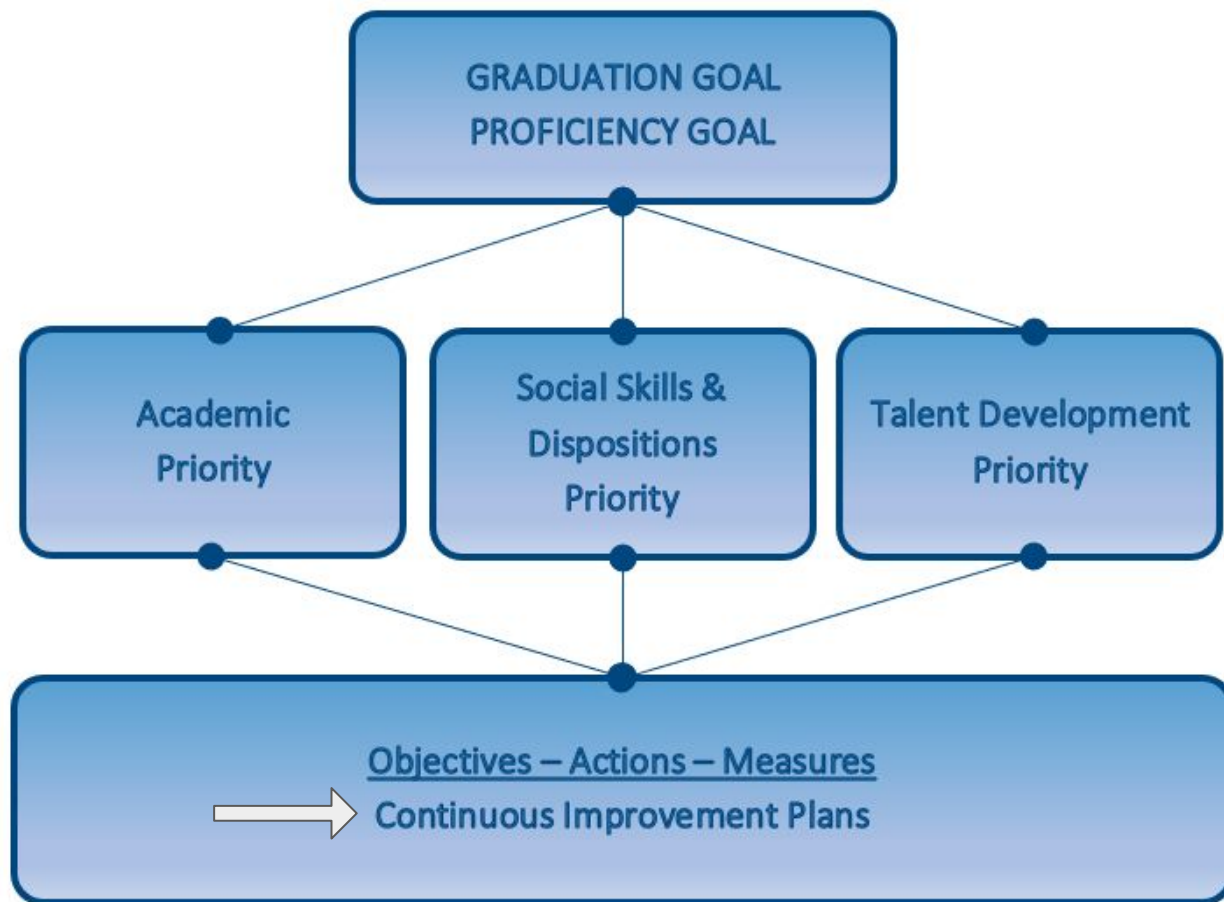 GRADUATION GOAL
PROFICIENCY GOAL
Academic
Priority
Social Skills &
Dispositions
Priority
Talent Development
Priority
Objectives – Actions – Measures
Continuous Improvement Plans